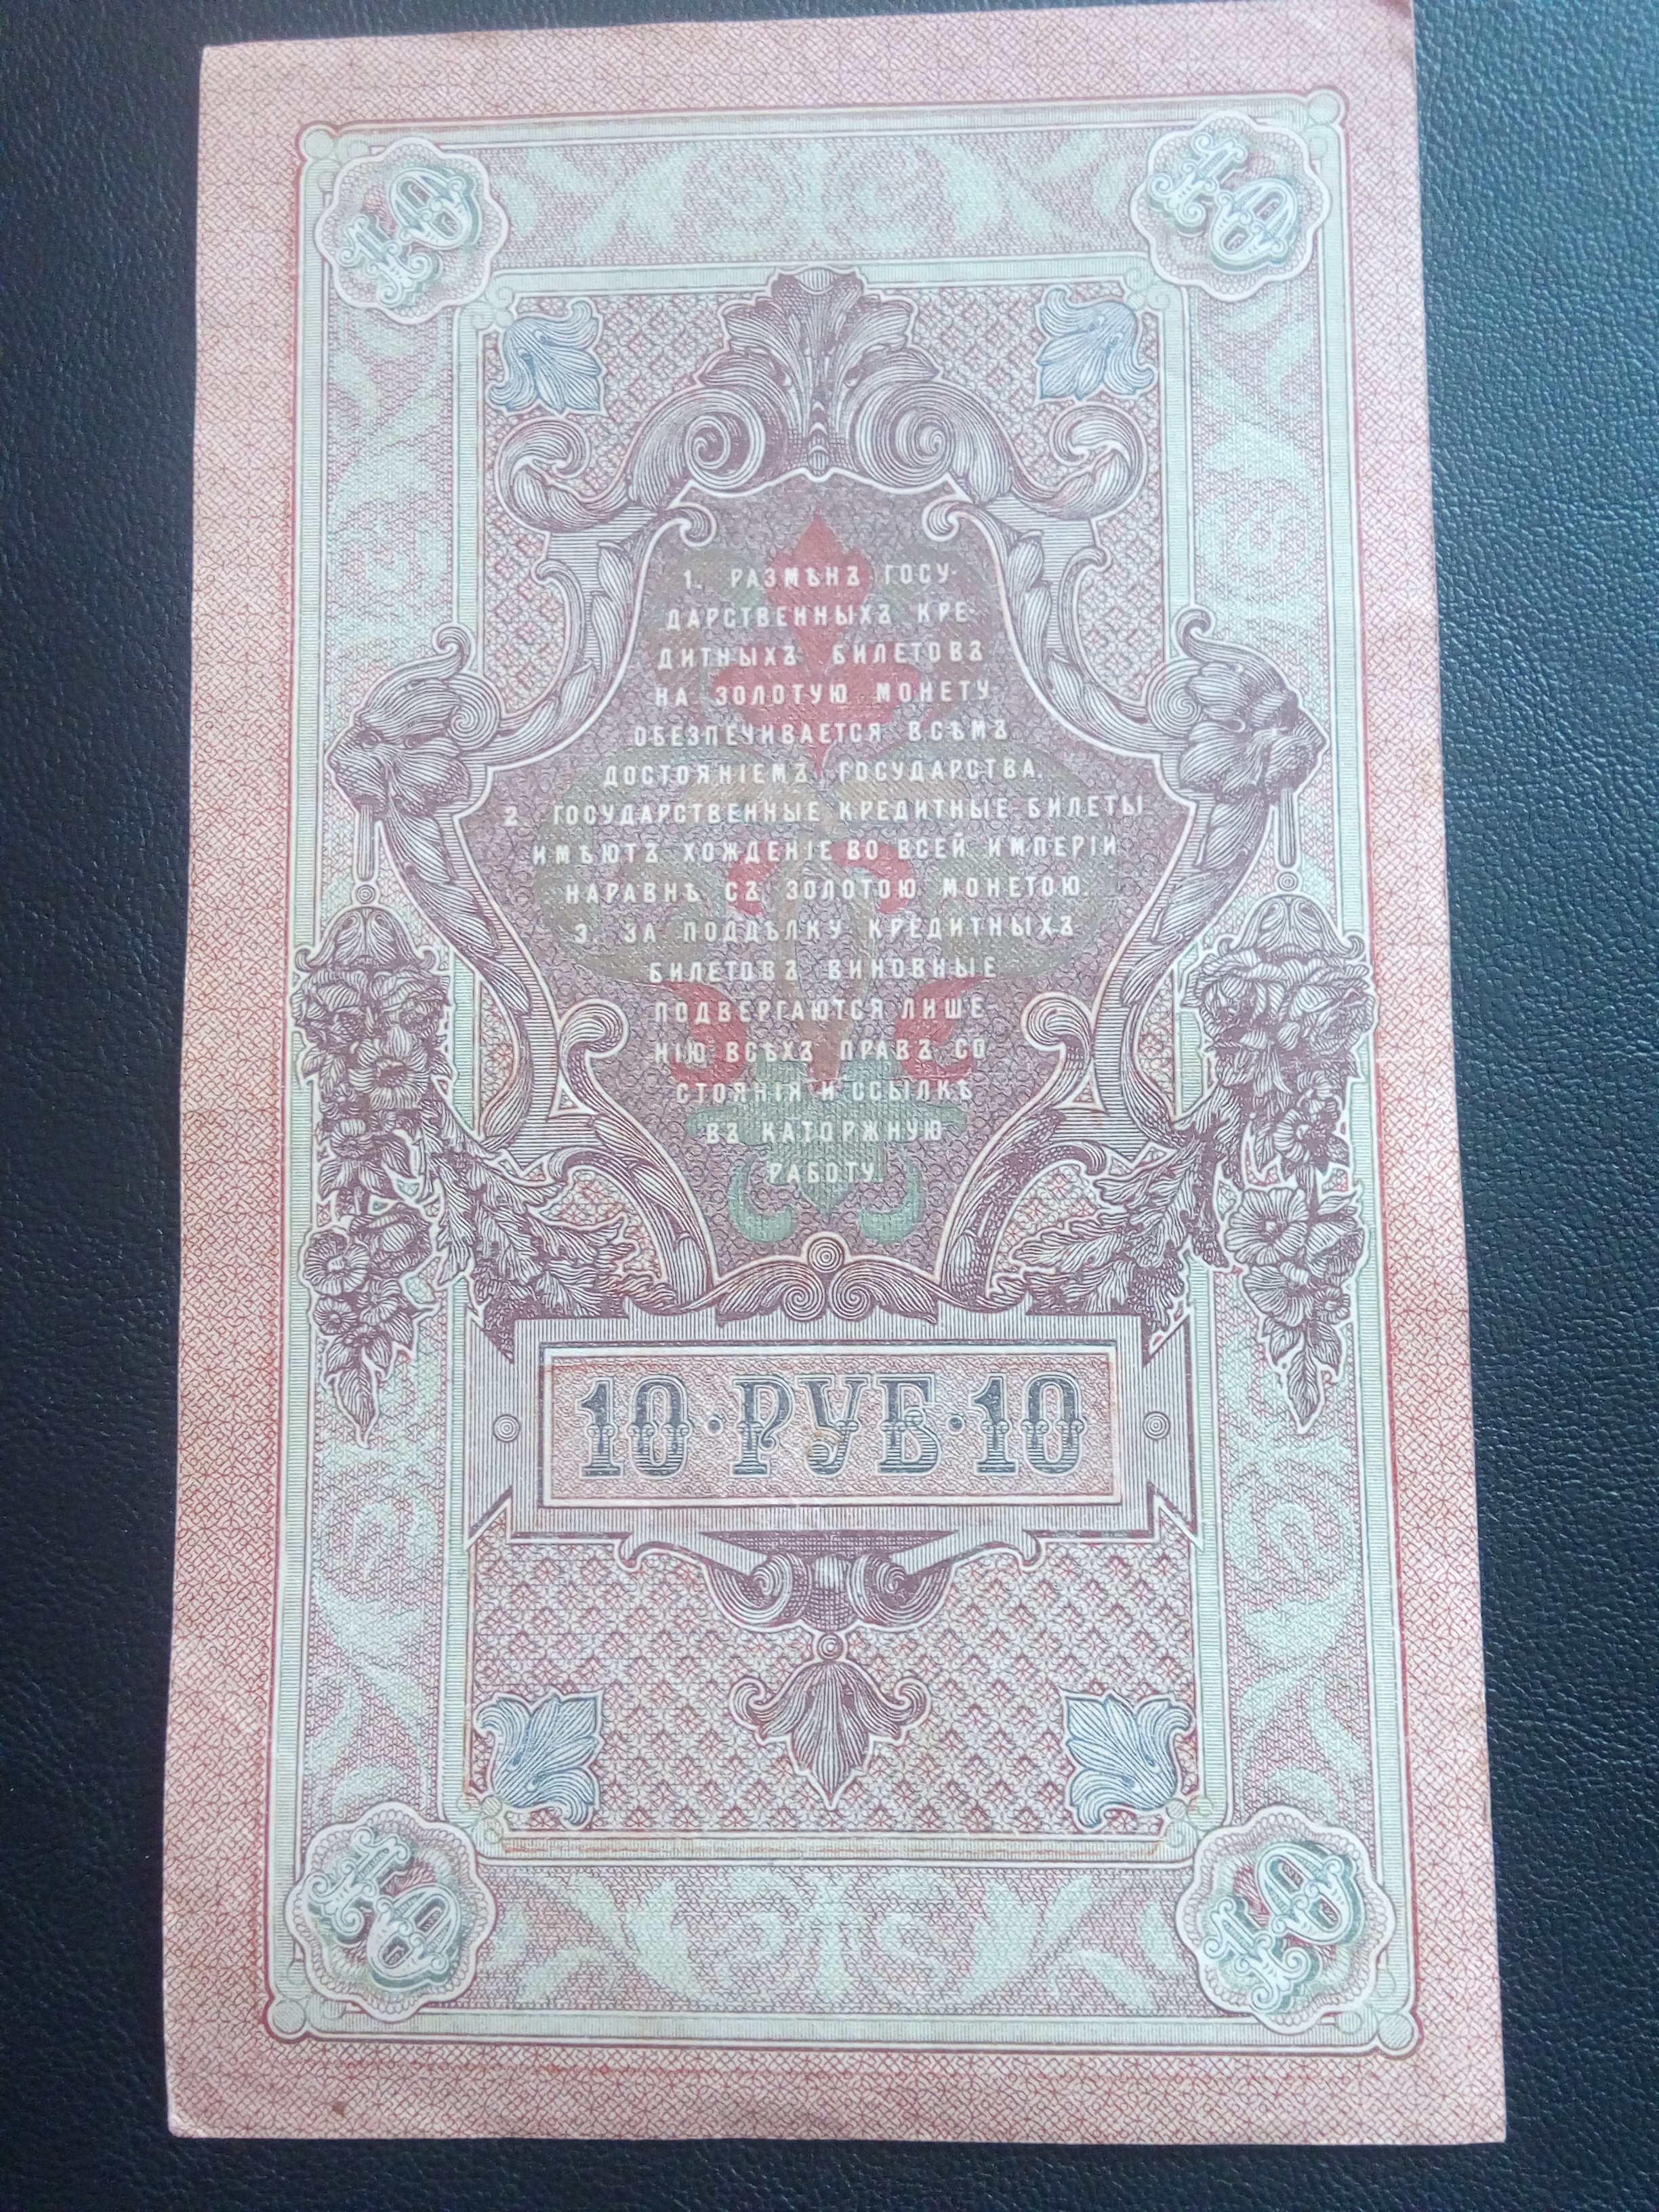 10 10
1. РАЗМѢНЪ ГОСУ-
ДАРСТВЕННЫХЪ КРЕ-
ДИТНЫХЪ БИЛЕТОВЪ
НА ЗОЛОТУЮ МОНЕТУ
ОБЕЗПЕЧИВАЕТСЯ ВСѢМЪ
ДОСТОЯНІЕМЪ ГОСУДАРСТВА.
2. ГОСУДАРСТВЕННЫЕ КРЕДИТНЫЕ БИЛЕТЫ
ИМѢЮТЪ ХОЖДЕНІЕ ВО ВСЕЙ ИМПЕРІИ
НАРАВНѢ СЪ ЗОЛОТОЮ МОНЕТОЮ.
3. ЗА ПОДДѢЛКУ КРЕДИТНЫХЪ
БИЛЕТОВЪ ВИНОВНЫЕ
ПОДВЕРГАЮТСЯ ЛИШЕ-
НІЮ ВСѢХЪ ПРАВЪ СО-
СТОЯНІЯ И ССЫЛКѢ
ВЪ КАТОРЖНУЮ
РАБОТУ.
10·РУБ·10
10 10